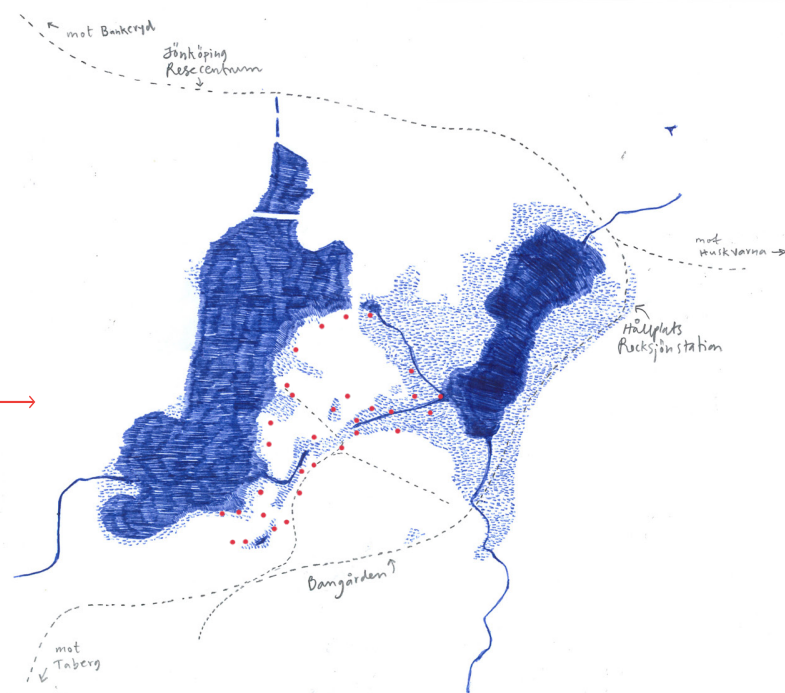 mot Bankeryd
Jönköping
Resecentrum
mot
Huskvarna
Hållplats
Rocksjön station
Bangården
mot
Taberg